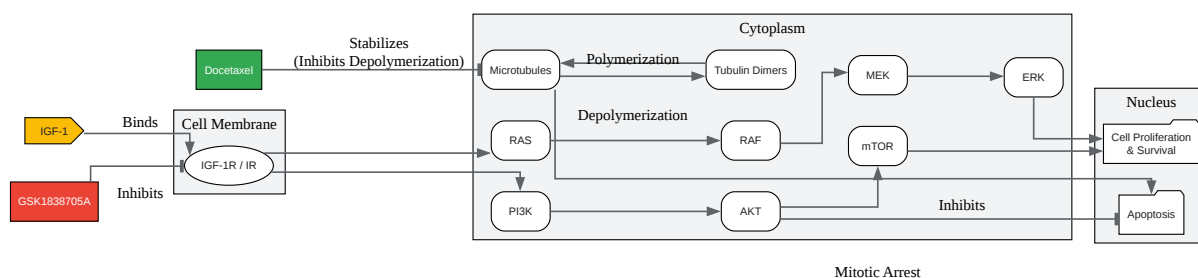 Cytoplasm
Stabilizes
(Inhibits Depolymerization)
Docetaxel
Microtubules
Polymerization
Tubulin Dimers
MEK
ERK
Nucleus
IGF-1
Binds
Cell Membrane
IGF-1R / IR
Depolymerization
RAS
RAF
mTOR
Cell Proliferation
& Survival
GSK1838705A
Inhibits
PI3K
AKT
Inhibits
Apoptosis
Mitotic Arrest